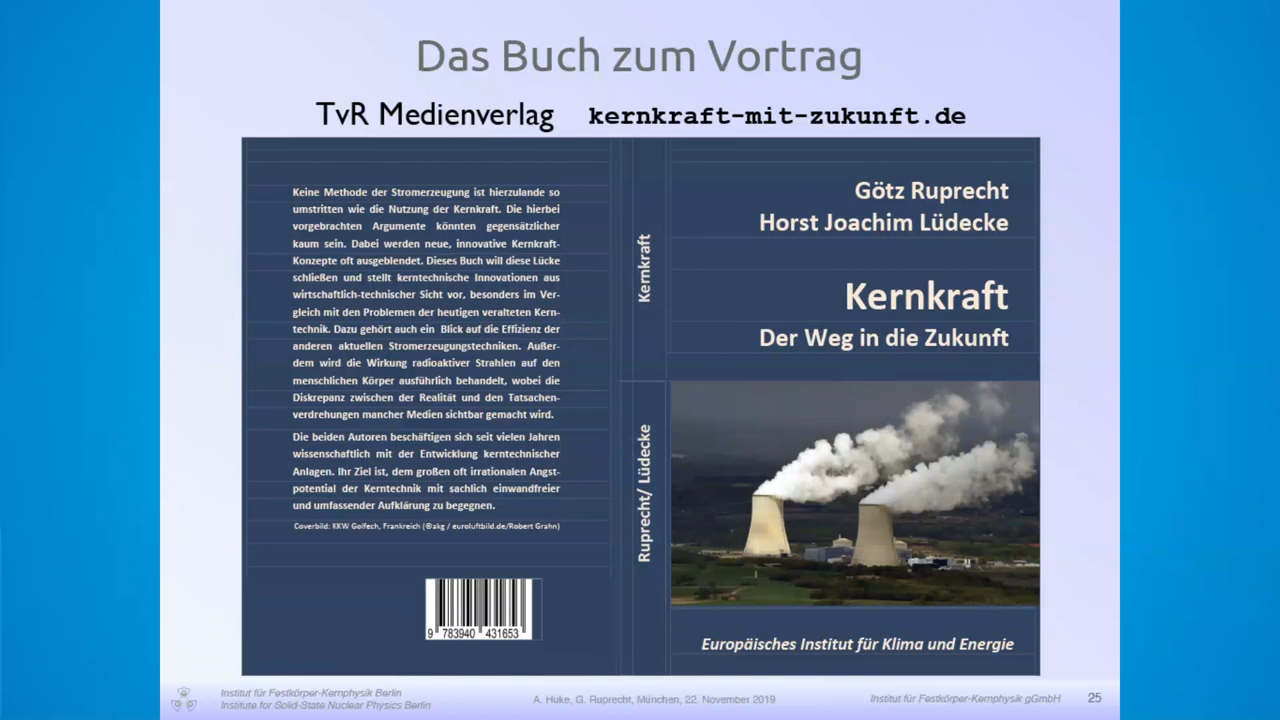 Das Buch zum Vortrag
TvR Medienverlag kernkraft-mit-zukunft.de
Keine Methode der Stromerzeugung ist hierzulande so
umstritten wie die Nutzung der Kernkraft. Die hierbei
vorgebrachten Argumente könnten gegensätzlicher
kaum sein. Dabei werden neue, innovative Kernkraft-
Konzepte oft ausgeblendet. Dieses Buch will diese Lücke
schließen und stellt kerntechnische Innovationen aus
wirtschaftlich-technischer Sicht vor, besonders im Ver-
gleich mit den Problemen der heutigen veralteten Kern-
technik. Dazu gehört auch ein Blick auf die Effizienz der
anderen aktuellen Stromerzeugungstechniken. Außer-
dem wird die Wirkung radioaktiver Strahlen auf den
menschlichen Körper ausführlich behandelt, wobei die
Diskrepanz zwischen der Realität und den Tatsachen-
verdrehungen mancher Medien sichtbar gemacht wird.
Die beiden Autoren beschäftigen sich seit vielen Jahren
wissenschaftlich mit der Entwicklung kerntechnischer
Anlagen. Ihr Ziel ist, dem großen oft irrationalen Angst-
potential der Kerntechnik mit sachlich einwandfreier
und umfassender Aufklärung zu begegnen.
Coverbild: KKW Golfech, Frankreich (®akg / euroluftbild.de/Robert Grahn)
9 783940 431653
Kernkraft
Ruprecht/ Lüdecke
Götz Ruprecht
Horst Joachim Lüdecke
Kernkraft
Der Weg in die Zukunft
Europäisches Institut für Klima und Energie
Institut für Festkörper-Kernphysik Berlin
Institute for Solid-State Nuclear Physics Berlin
A. Huke, G. Ruprecht, München, 22. November 2019
Institut für Festkörper-Kernphysik gGmbH
25